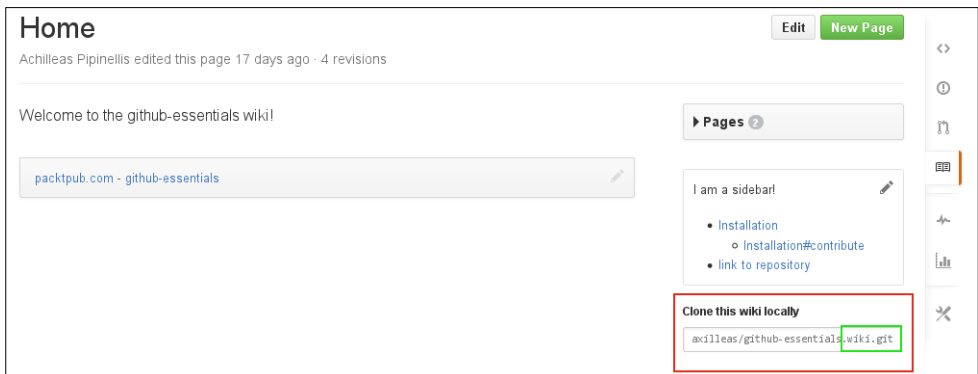 Home
Edit
New Page
Achilleas Pipinellis edited this page 17 days ago · 4 revisions
Welcome to the github-essentials wiki!
Pages 2
packtpub.com - github-essentials
I am a sidebar!
Installation
Installation#contribute
link to repository
Clone this wiki locally
axilleas/github-essentials.wiki.git